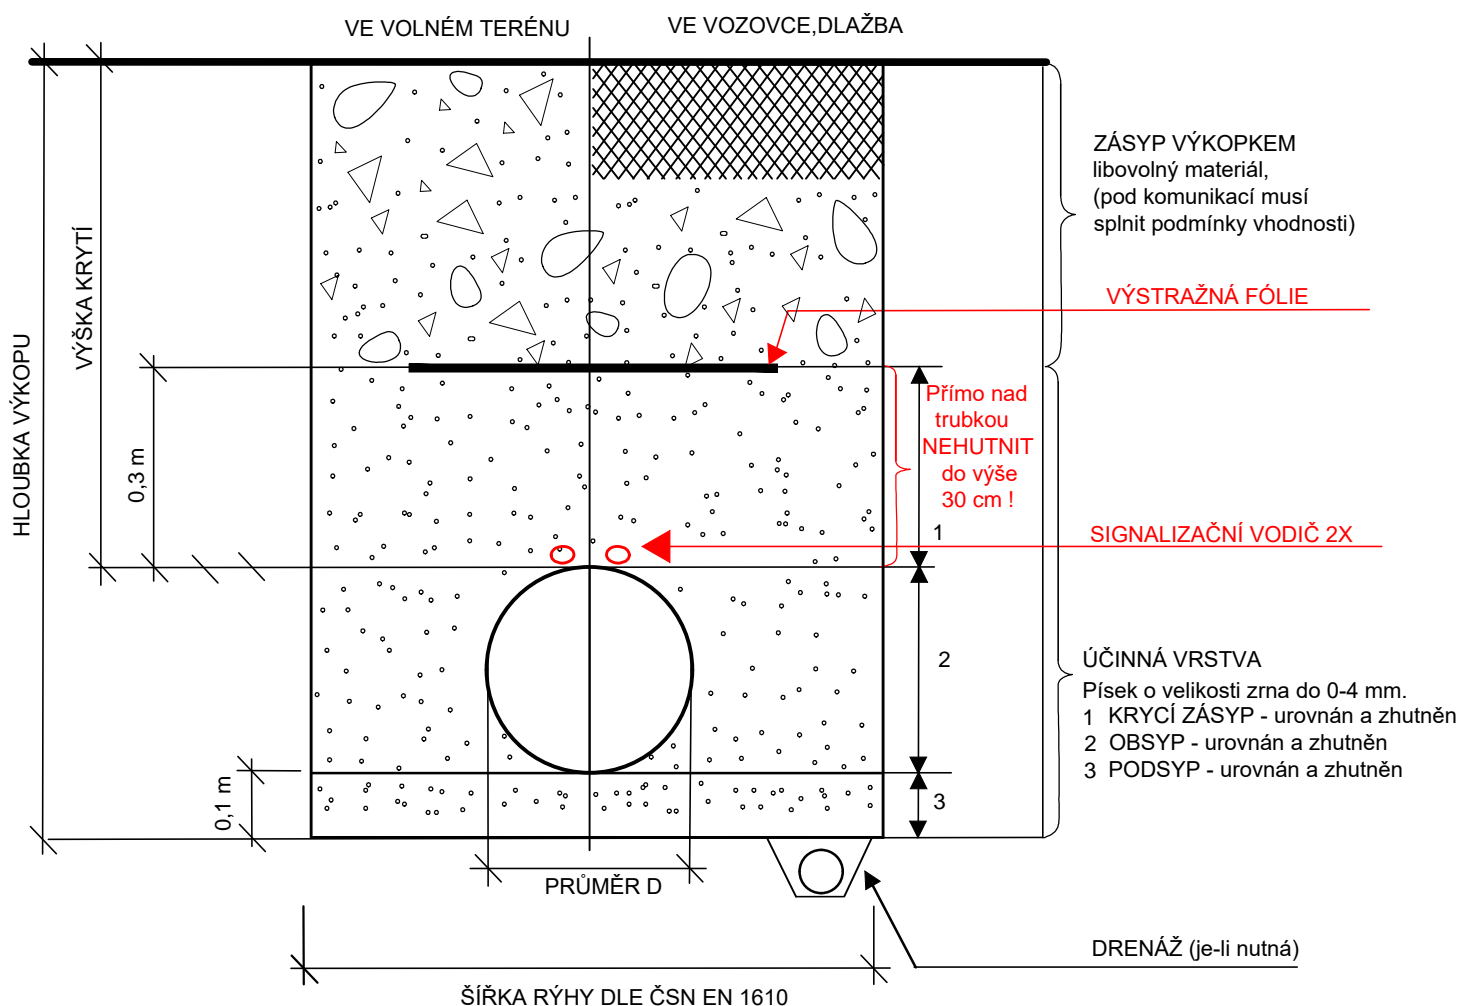 VE VOLNÉM TERÉNU
VE VOZOVCE,DLAŽBA
ZÁSYP VÝKOPKEM
libovolný materiál,
(pod komunikací musí
splnit podmínky vhodnosti)
VÝSTRAŽNÁ FÓLIE
HLOUBKA VÝKOPU
VÝŠKA KRYTÍ
0,3 m
Přímo nad
trubkou
NEHUTNIT
do výše
30 cm !
1
SIGNALIZAČNÍ VODIČ 2X
2
ÚČINNÁ VRSTVA
Písek o velikosti zrna do 0-4 mm.
1 KRYCÍ ZÁSYP - urovnán a zhutněn
2 OBSYP - urovnán a zhutněn
3 PODSYP - urovnán a zhutněn
0,1 m
3
PRŮMĚR D
DRENÁŽ (je-li nutná)
ŠÍŘKA RÝHY DLE ČSN EN 1610